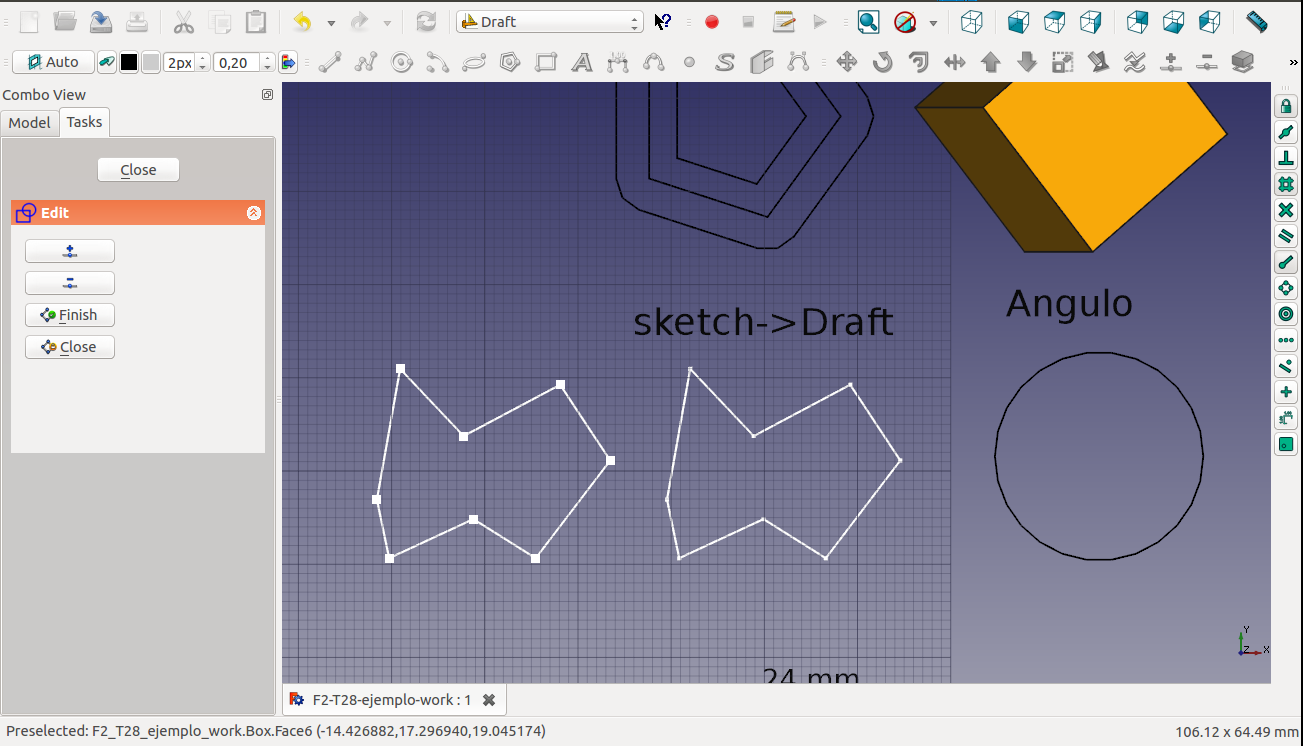 Draft
Auto
2px
0,20
»
Combo View
Model
Tasks
Close
Edit
Finish
Close
sketch->Draft
Angulo
24 mm
Y
Z
X
F2-T28-ejemplo-work : 1
Preselected: F2_T28_ejemplo_work.Box.Face6 (-14.426882,17.296940,19.045174)
106.12 x 64.49 mm